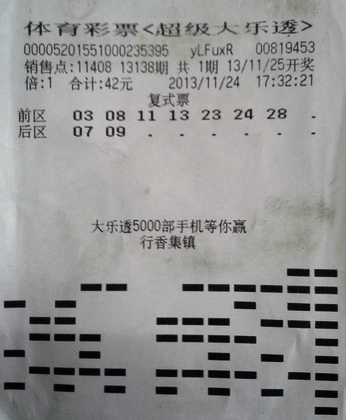 体育彩票<超级大乐透>
00005201551000235395 yLFuxR 00819453
销售点:11408 13138期 共 1期 13/11/25开奖
倍:1 合计:42元 2013/11/24 17:32:21
复式票
前区 03 08 11 13 23 24 28 .
后区 07 09 . . . . . .
大乐透5000部手机等你赢
行香集镇